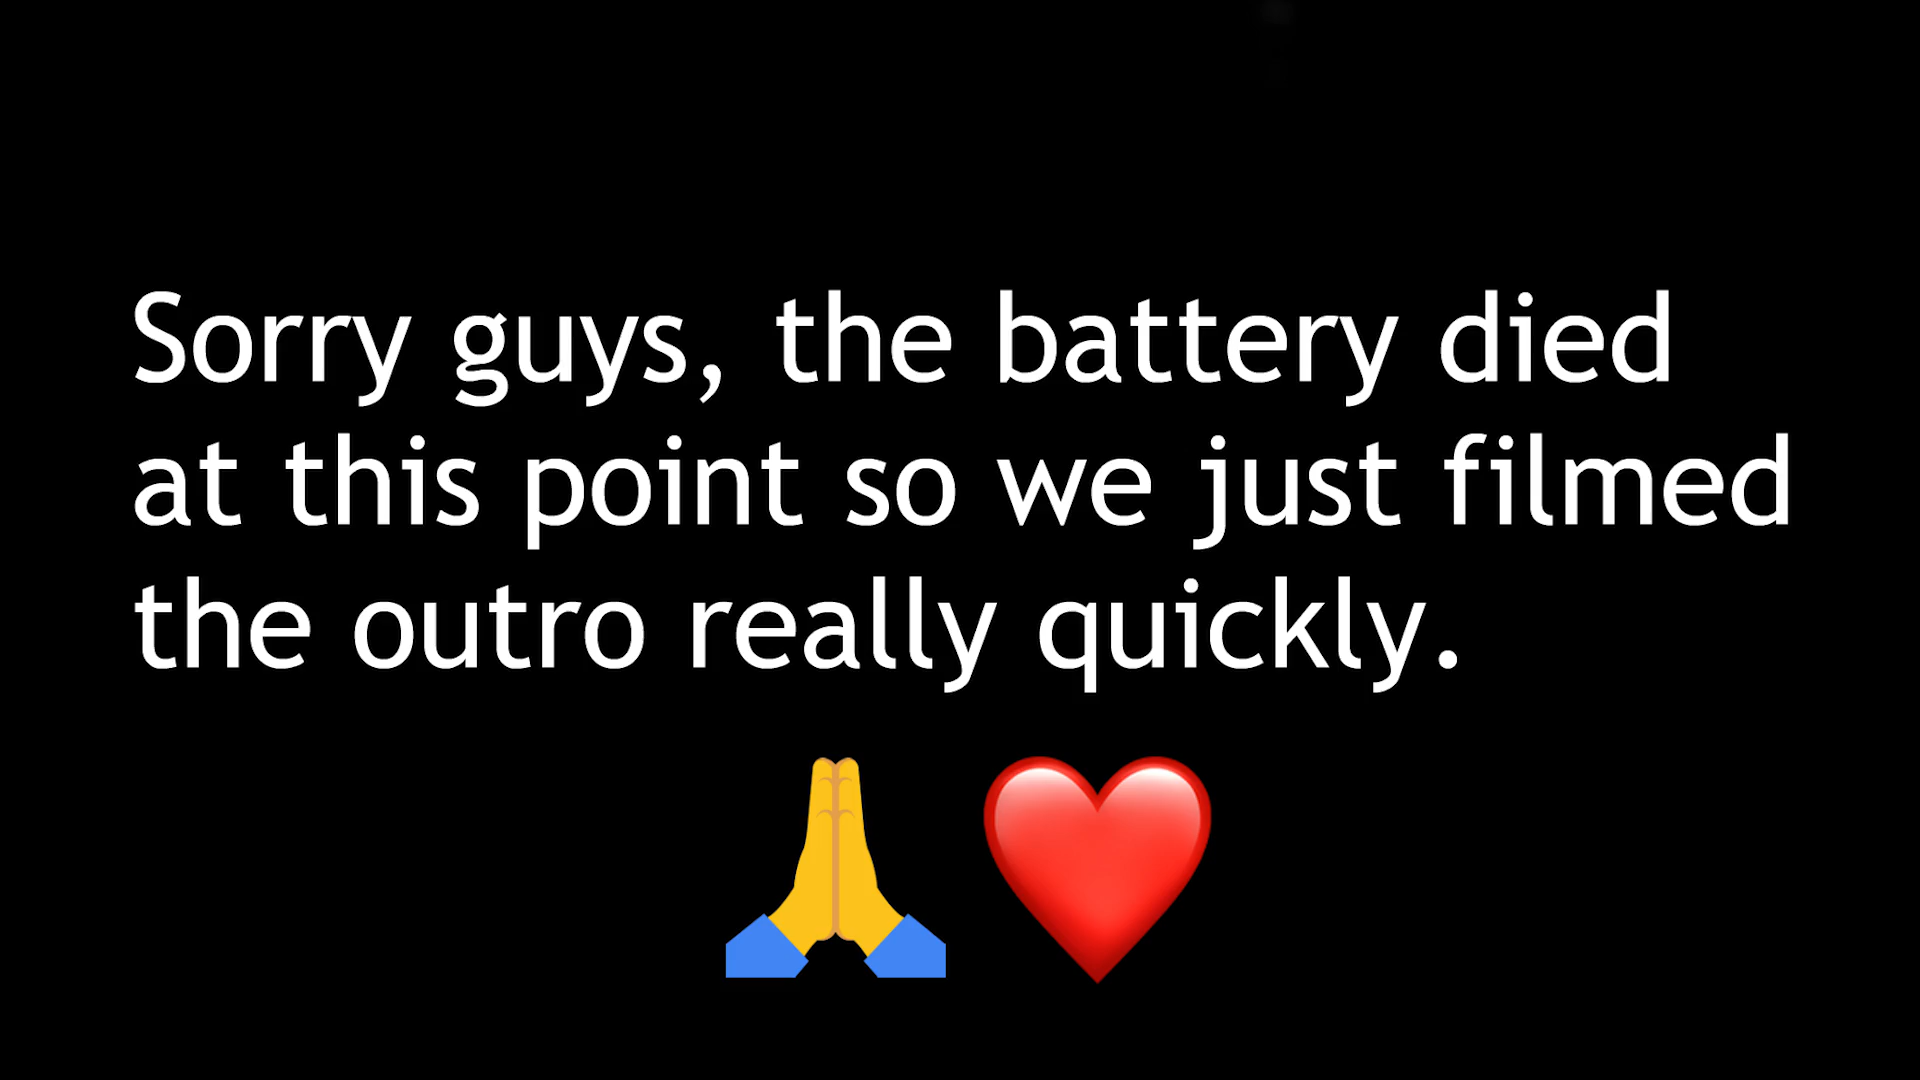 Sorry guys, the battery died
at this point so we just filmed
the outro really quickly.
🙏 ❤️